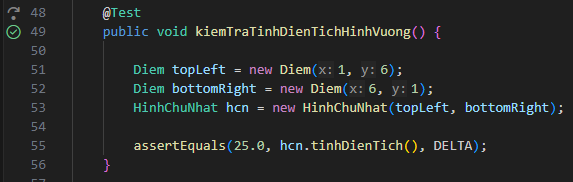 48 @Test
49 public void kiemTraTinhDienTichHinhVuong() {
50
51 Diem topLeft = new Diem(x: 1, y: 6);
52 Diem bottomRight = new Diem(x: 6, y: 1);
53 HinhChuNhat hcn = new HinhChuNhat(topLeft, bottomRight);
54
55 assertEquals(25.0, hcn.tinhDienTich(), DELTA);
56 }
57